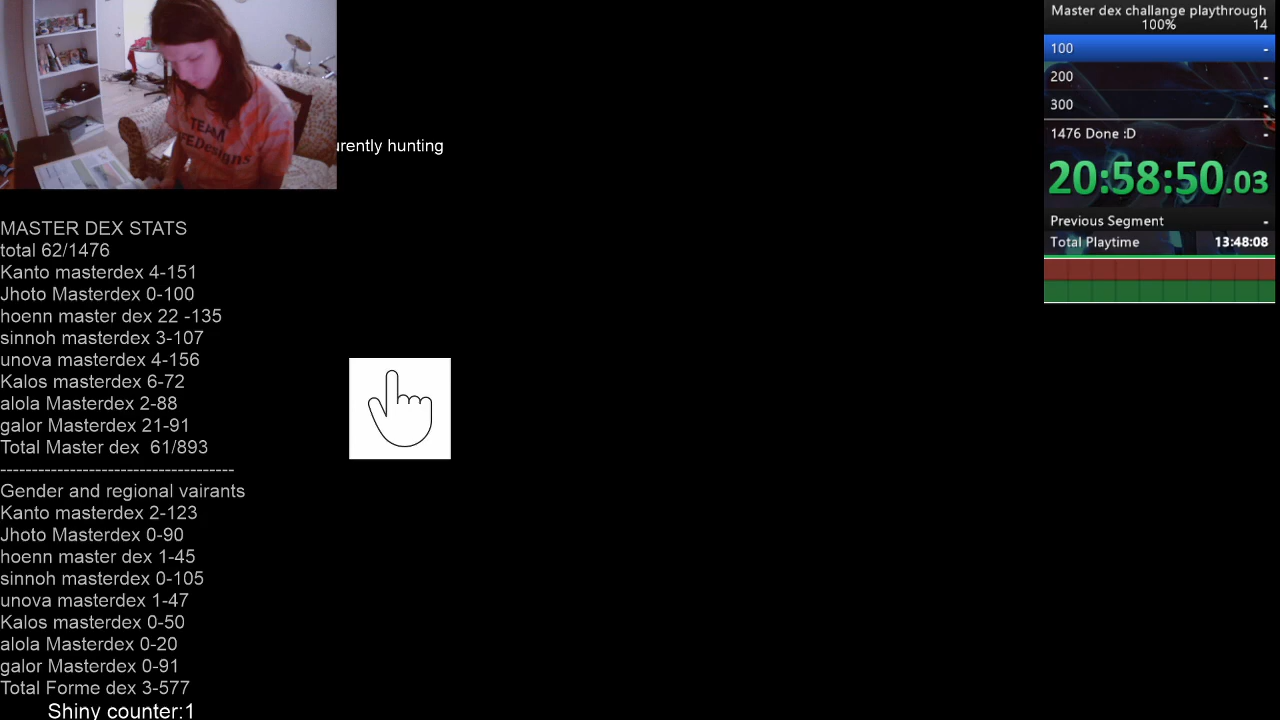 TEAM
urently hunting
MASTER DEX STATS
total 62/1476
Kanto masterdex 4-151
Jhoto Masterdex 0-100
hoenn master dex 22 -135
sinnoh masterdex 3-107
unova masterdex 4-156
Kalos masterdex 6-72
alola Masterdex 2-88
galor Masterdex 21-91
Total Master dex  61/893
-------------------------------------
Gender and regional vairants
Kanto masterdex 2-123
Jhoto Masterdex 0-90
hoenn master dex 1-45
sinnoh masterdex 0-105
unova masterdex 1-47
Kalos masterdex 0-50
alola Masterdex 0-20
galor Masterdex 0-91
Total Forme dex 3-577
Shiny counter:1
Master dex challange playthrough
100% 14
100 -
200 -
300 -
1476 Done :D -
20:58:50.03
Previous Segment -
Total Playtime 13:48:08